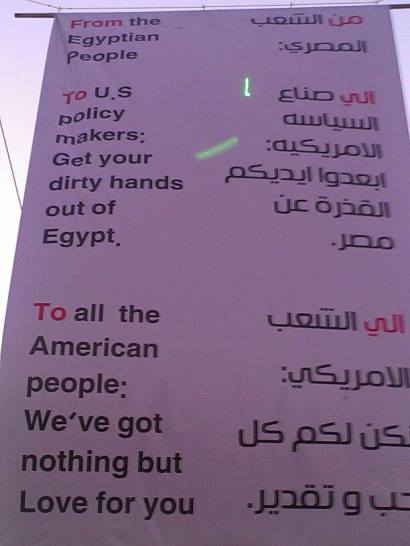 From the
Egyptian
People
To U.S
policy
makers:
Get your
dirty hands
out of
Egypt.
To all the
American
people:
We've got
nothing but
Love for you
من الشعب
المصري:
الي صناع
السياسه
الامريكيه:
ابعدوا ايديكم
القذرة عن
مصر.
الي الشعب
الامريكي:
نكن لكم كل
حب و تقدير.